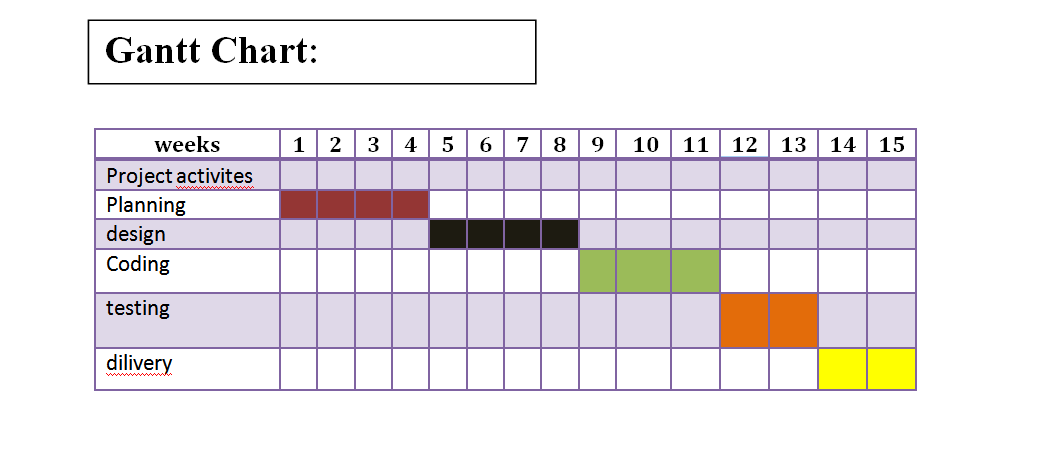 Gantt Chart:
weeks 1 2 3 4 5 6 7 8 9 10 11 12 13 14 15
Project activites
Planning
design
Coding
testing
dilivery